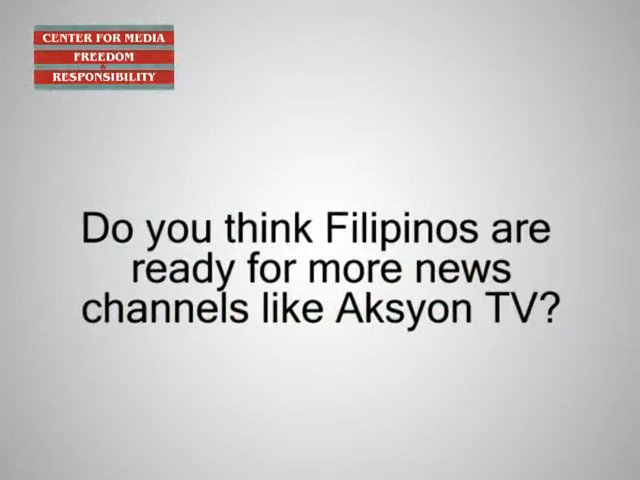 CENTER FOR MEDIA
FREEDOM
&
RESPONSIBILITY
Do you think Filipinos are
ready for more news
channels like Aksyon TV?